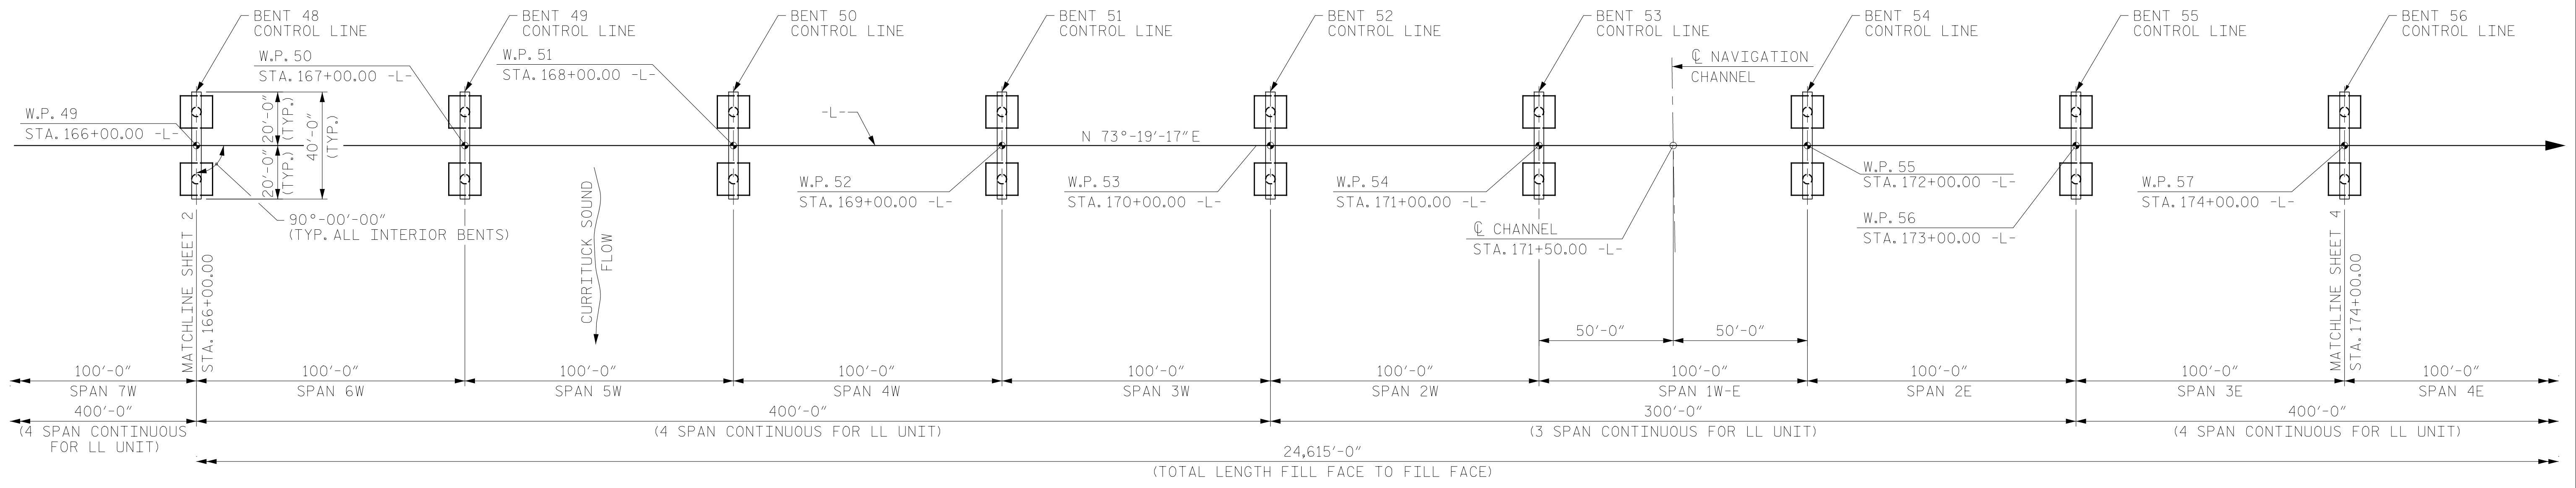 BENT 48
CONTROL LINE
BENT 49
CONTROL LINE
BENT 50
CONTROL LINE
BENT 51
CONTROL LINE
BENT 52
CONTROL LINE
BENT 53
CONTROL LINE
BENT 54
CONTROL LINE
BENT 55
CONTROL LINE
BENT 56
CONTROL LINE
W.P. 49
STA. 166+00.00 -L-
W.P. 50
STA. 167+00.00 -L-
W.P. 51
STA. 168+00.00 -L-
℄ NAVIGATION
CHANNEL
20'-0"
(TYP.)
20'-0"
(TYP.)
40'-0"
(TYP.)
-L-
N 73°-19'-17" E
W.P. 52
STA. 169+00.00 -L-
W.P. 53
STA. 170+00.00 -L-
W.P. 54
STA. 171+00.00 -L-
W.P. 55
STA. 172+00.00 -L-
W.P. 56
STA. 173+00.00 -L-
W.P. 57
STA. 174+00.00 -L-
℄ CHANNEL
STA. 171+50.00 -L-
90°-00'-00"
(TYP. ALL INTERIOR BENTS)
MATCHLINE SHEET 2
STA. 166+00.00
CURRITUCK SOUND
FLOW
MATCHLINE SHEET 4
STA. 174+00.00
50'-0"
50'-0"
100'-0"
SPAN 7W
100'-0"
SPAN 6W
100'-0"
SPAN 5W
100'-0"
SPAN 4W
100'-0"
SPAN 3W
100'-0"
SPAN 2W
100'-0"
SPAN 1W-E
100'-0"
SPAN 2E
100'-0"
SPAN 3E
100'-0"
SPAN 4E
400'-0"
(4 SPAN CONTINUOUS
FOR LL UNIT)
400'-0"
(4 SPAN CONTINUOUS FOR LL UNIT)
300'-0"
(3 SPAN CONTINUOUS FOR LL UNIT)
400'-0"
(4 SPAN CONTINUOUS FOR LL UNIT)
24,615'-0"
(TOTAL LENGTH FILL FACE TO FILL FACE)